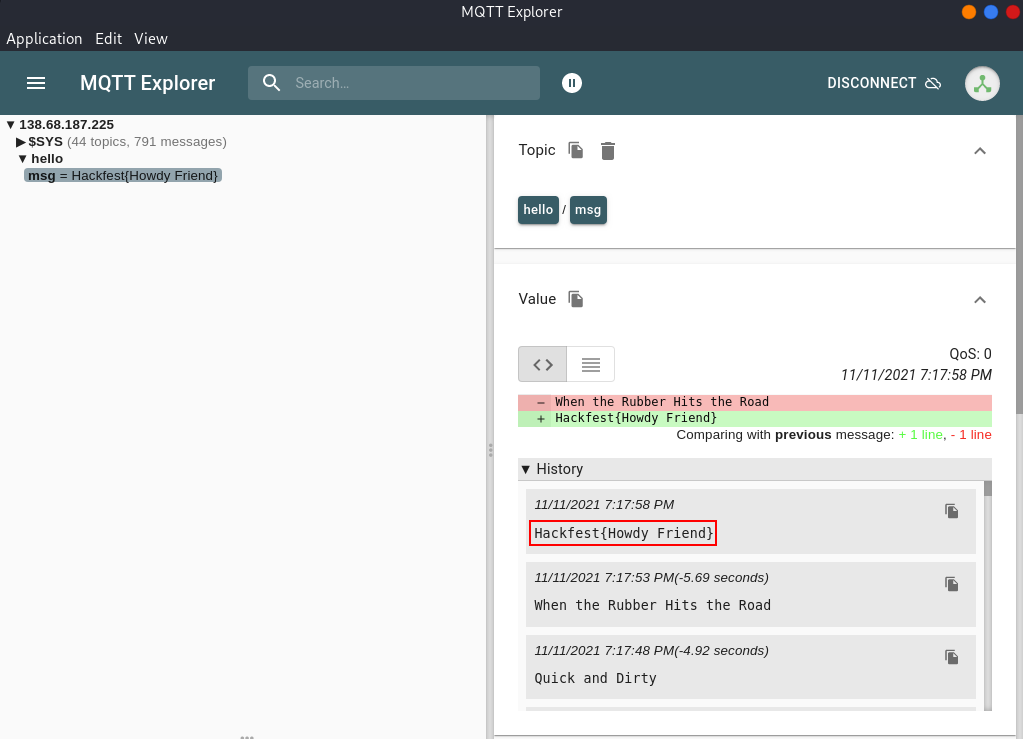 MQTT Explorer
Application Edit View
MQTT Explorer Search... DISCONNECT
▼ 138.68.187.225
▶ $SYS (44 topics, 791 messages)
▼ hello
msg = Hackfest{Howdy Friend}
Topic
hello / msg
Value
QoS: 0
11/11/2021 7:17:58 PM
- When the Rubber Hits the Road
+ Hackfest{Howdy Friend}
Comparing with previous message: + 1 line, - 1 line
▼ History
11/11/2021 7:17:58 PM
Hackfest{Howdy Friend}
11/11/2021 7:17:53 PM(-5.69 seconds)
When the Rubber Hits the Road
11/11/2021 7:17:48 PM(-4.92 seconds)
Quick and Dirty